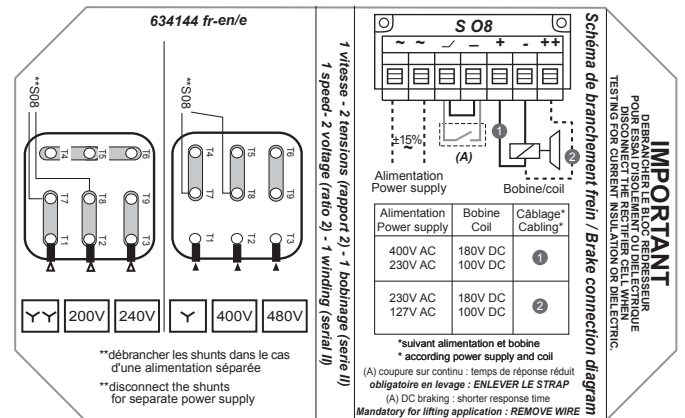 634144 fr-en/e
**S08
**S08
T4
T5
T6
T7
T8
T9
T1
T2
T3
T4
T5
T6
T7
T8
T9
T1
T2
T3
200V
240V
400V
480V
**débrancher les shunts dans le cas
d'une alimentation séparée
**disconnect the shunts
for separate power supply
1 vitesse - 2 tensions (rapport 2) - 1 bobinage (serie II)
1 speed- 2 voltage (ratio 2) - 1 winding (serial II)
S O8
~ ~ + - ++
±15%
~
(A)
1
2
Alimentation
Power supply
Bobine/coil
Alimentation
Power supply
Bobine
Coil
Câblage*
Cabling*
400V AC
230V AC
180V DC
100V DC
1
230V AC
127V AC
180V DC
100V DC
2
*suivant alimentation et bobine
* according power supply and coil
(A) coupure sur continu : temps de réponse réduit
obligatoire en levage : ENLEVER LE STRAP
(A) DC braking : shorter response time
Mandatory for lifting application : REMOVE WIRE
Schéma de branchement frein / Brake connection diagram
IMPORTANT
DEBRANCHER LE BLOC REDRESSEUR
POUR ESSAI D'ISOLEMENT OU DIELECTRIQUE
DISCONNECT THE RECTIFIER CELL WHEN
TESTING FOR CURRENT INSULATION OR DIELECTRIC.